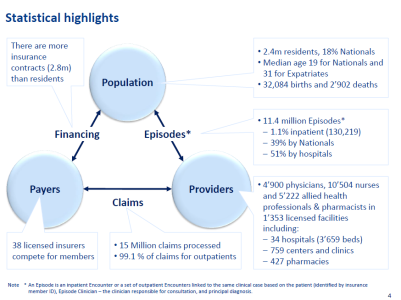 Statistical highlights
There are more
insurance
contracts (2.8m)
than residents
Population
• 2.4m residents, 18% Nationals
• Median age 19 for Nationals and
31 for Expatriates
• 32,084 births and 2'902 deaths
Financing
Episodes*
• 11.4 million Episodes*
– 1.1% inpatient (130,219)
– 39% by Nationals
– 51% by hospitals
Payers
Claims
Providers
• 4'900 physicians, 10'504 nurses
and 5'222 allied health
professionals & pharmacists in
1'353 licensed facilities
including:
– 34 hospitals (3'659 beds)
– 759 centers and clinics
– 427 pharmacies
38 licensed insurers
compete for members
• 15 Million claims processed
• 99.1 % of claims for outpatients
Note * An Episode is an inpatient Encounter or a set of outpatient Encounters linked to the same clinical case based on the patient (identified by insurance
member ID), Episode Clinician – the clinician responsible for consultation, and principal diagnosis
4